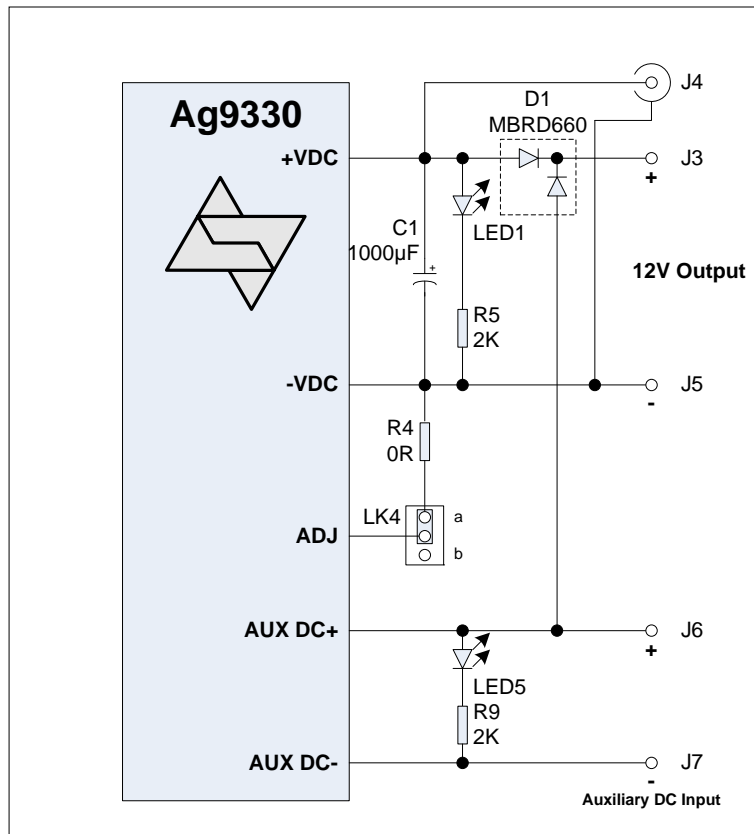 Ag9330
J4
D1
MBRD660
+VDC
J3
+
LED1
C1
1000µF
+
12V Output
R5
2K
-VDC
J5
-
R4
0R
LK4
a
ADJ
b
AUX DC+
J6
+
LED5
R9
2K
AUX DC-
J7
-
Auxiliary DC Input